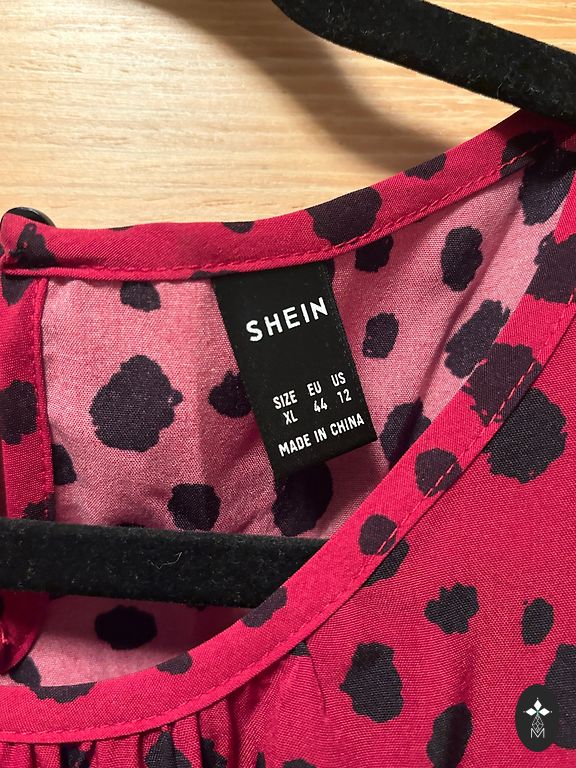 SHEIN
SIZE EU US
XL 44 12
MADE IN CHINA
M